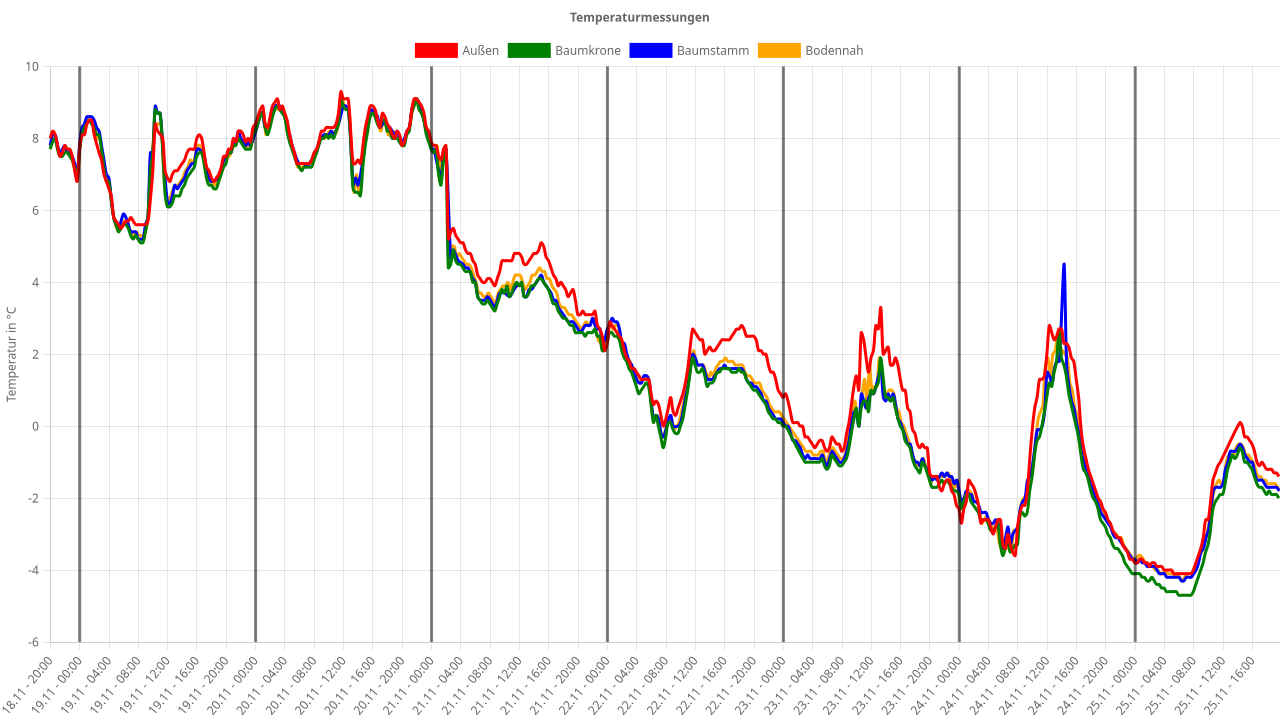 Temperaturmessungen
Außen Baumkrone Baumstamm Bodennah
Temperatur in °C
10
8
6
4
2
0
-2
-4
-6
18.11 - 20:00
19.11 - 00:00
19.11 - 04:00
19.11 - 08:00
19.11 - 12:00
19.11 - 16:00
19.11 - 20:00
20.11 - 00:00
20.11 - 04:00
20.11 - 08:00
20.11 - 12:00
20.11 - 16:00
20.11 - 20:00
21.11 - 00:00
21.11 - 04:00
21.11 - 08:00
21.11 - 12:00
21.11 - 16:00
21.11 - 20:00
22.11 - 00:00
22.11 - 04:00
22.11 - 08:00
22.11 - 12:00
22.11 - 16:00
22.11 - 20:00
23.11 - 00:00
23.11 - 04:00
23.11 - 08:00
23.11 - 12:00
23.11 - 16:00
23.11 - 20:00
24.11 - 00:00
24.11 - 04:00
24.11 - 08:00
24.11 - 12:00
24.11 - 16:00
24.11 - 20:00
25.11 - 00:00
25.11 - 04:00
25.11 - 08:00
25.11 - 12:00
25.11 - 16:00